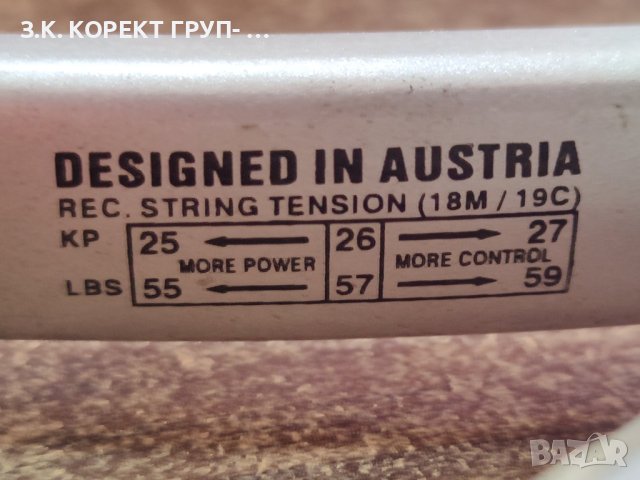 З.К. КОРЕКТ ГРУП- ...
DESIGNED IN AUSTRIA
REC. STRING TENSION (18M / 19C)
KP 25 ← 26 → 27
MORE POWER MORE CONTROL
LBS 55 ← 57 → 59
BAZAR